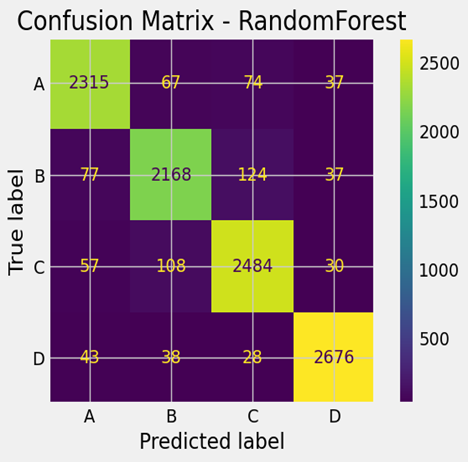 Confusion Matrix - RandomForest
A 2315 67 74 37
B 77 2168 124 37
C 57 108 2484 30
D 43 38 28 2676
A B C D
Predicted label
True label
2500
2000
1500
1000
500